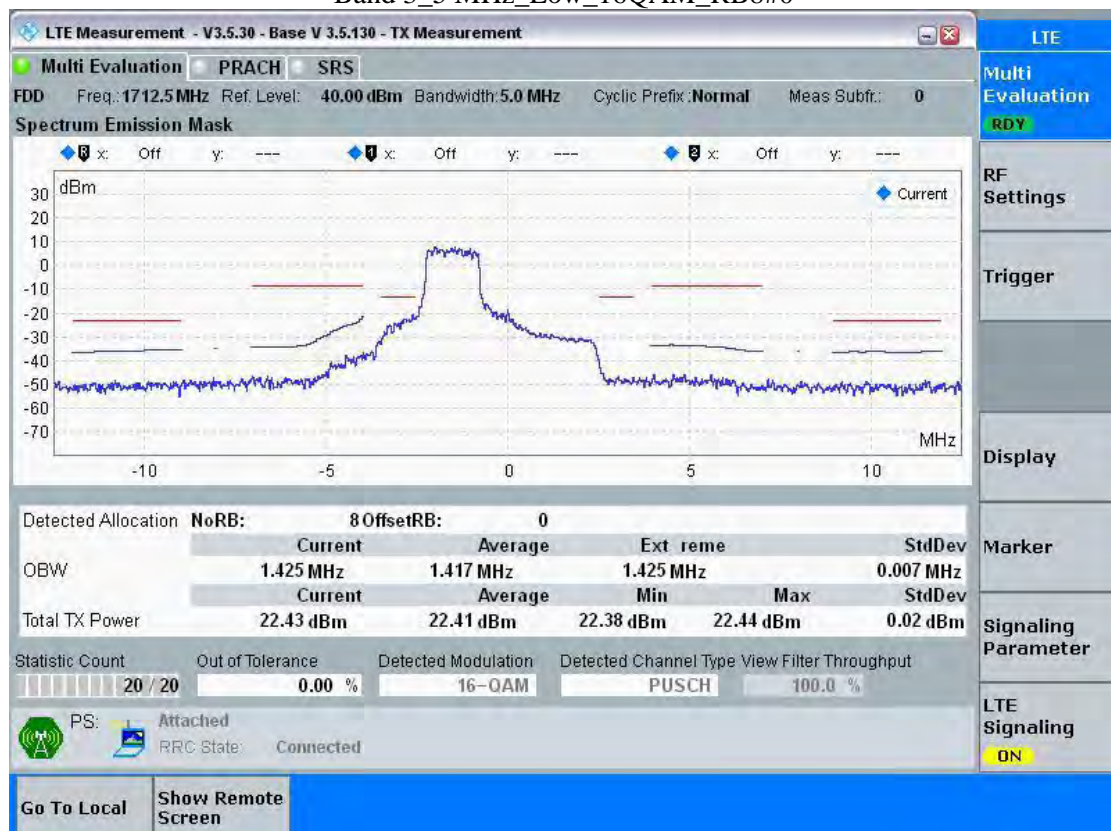 Band 3_5 MHz_Low_16QAM_RB8#0
LTE Measurement - V3.5.30 - Base V 3.5.130 - TX Measurement
LTE
Multi Evaluation PRACH SRS
Multi
Evaluation
RDY
FDD Freq.: 1712.5 MHz Ref. Level: 40.00 dBm Bandwidth: 5.0 MHz Cyclic Prefix : Normal Meas Subfr.: 0
Spectrum Emission Mask
R x: Off y: --- 1 x: Off y: --- 2 x: Off y: ---
dBm
Current
30
20
10
0
-10
-20
-30
-40
-50
-60
-70
MHz
-10 -5 0 5 10
RF
Settings
Trigger
Display
Marker
Signaling
Parameter
LTE
Signaling
ON
Detected Allocation NoRB: 8 OffsetRB: 0
Current Average Ext reme StdDev
OBW 1.425 MHz 1.417 MHz 1.425 MHz 0.007 MHz
Current Average Min Max StdDev
Total TX Power 22.43 dBm 22.41 dBm 22.38 dBm 22.44 dBm 0.02 dBm
Statistic Count Out of Tolerance Detected Modulation Detected Channel Type View Filter Throughput
20 / 20 0.00 % 16-QAM PUSCH 100.0 %
PS: Attached
RRC State: Connected
Go To Local
Show Remote
Screen